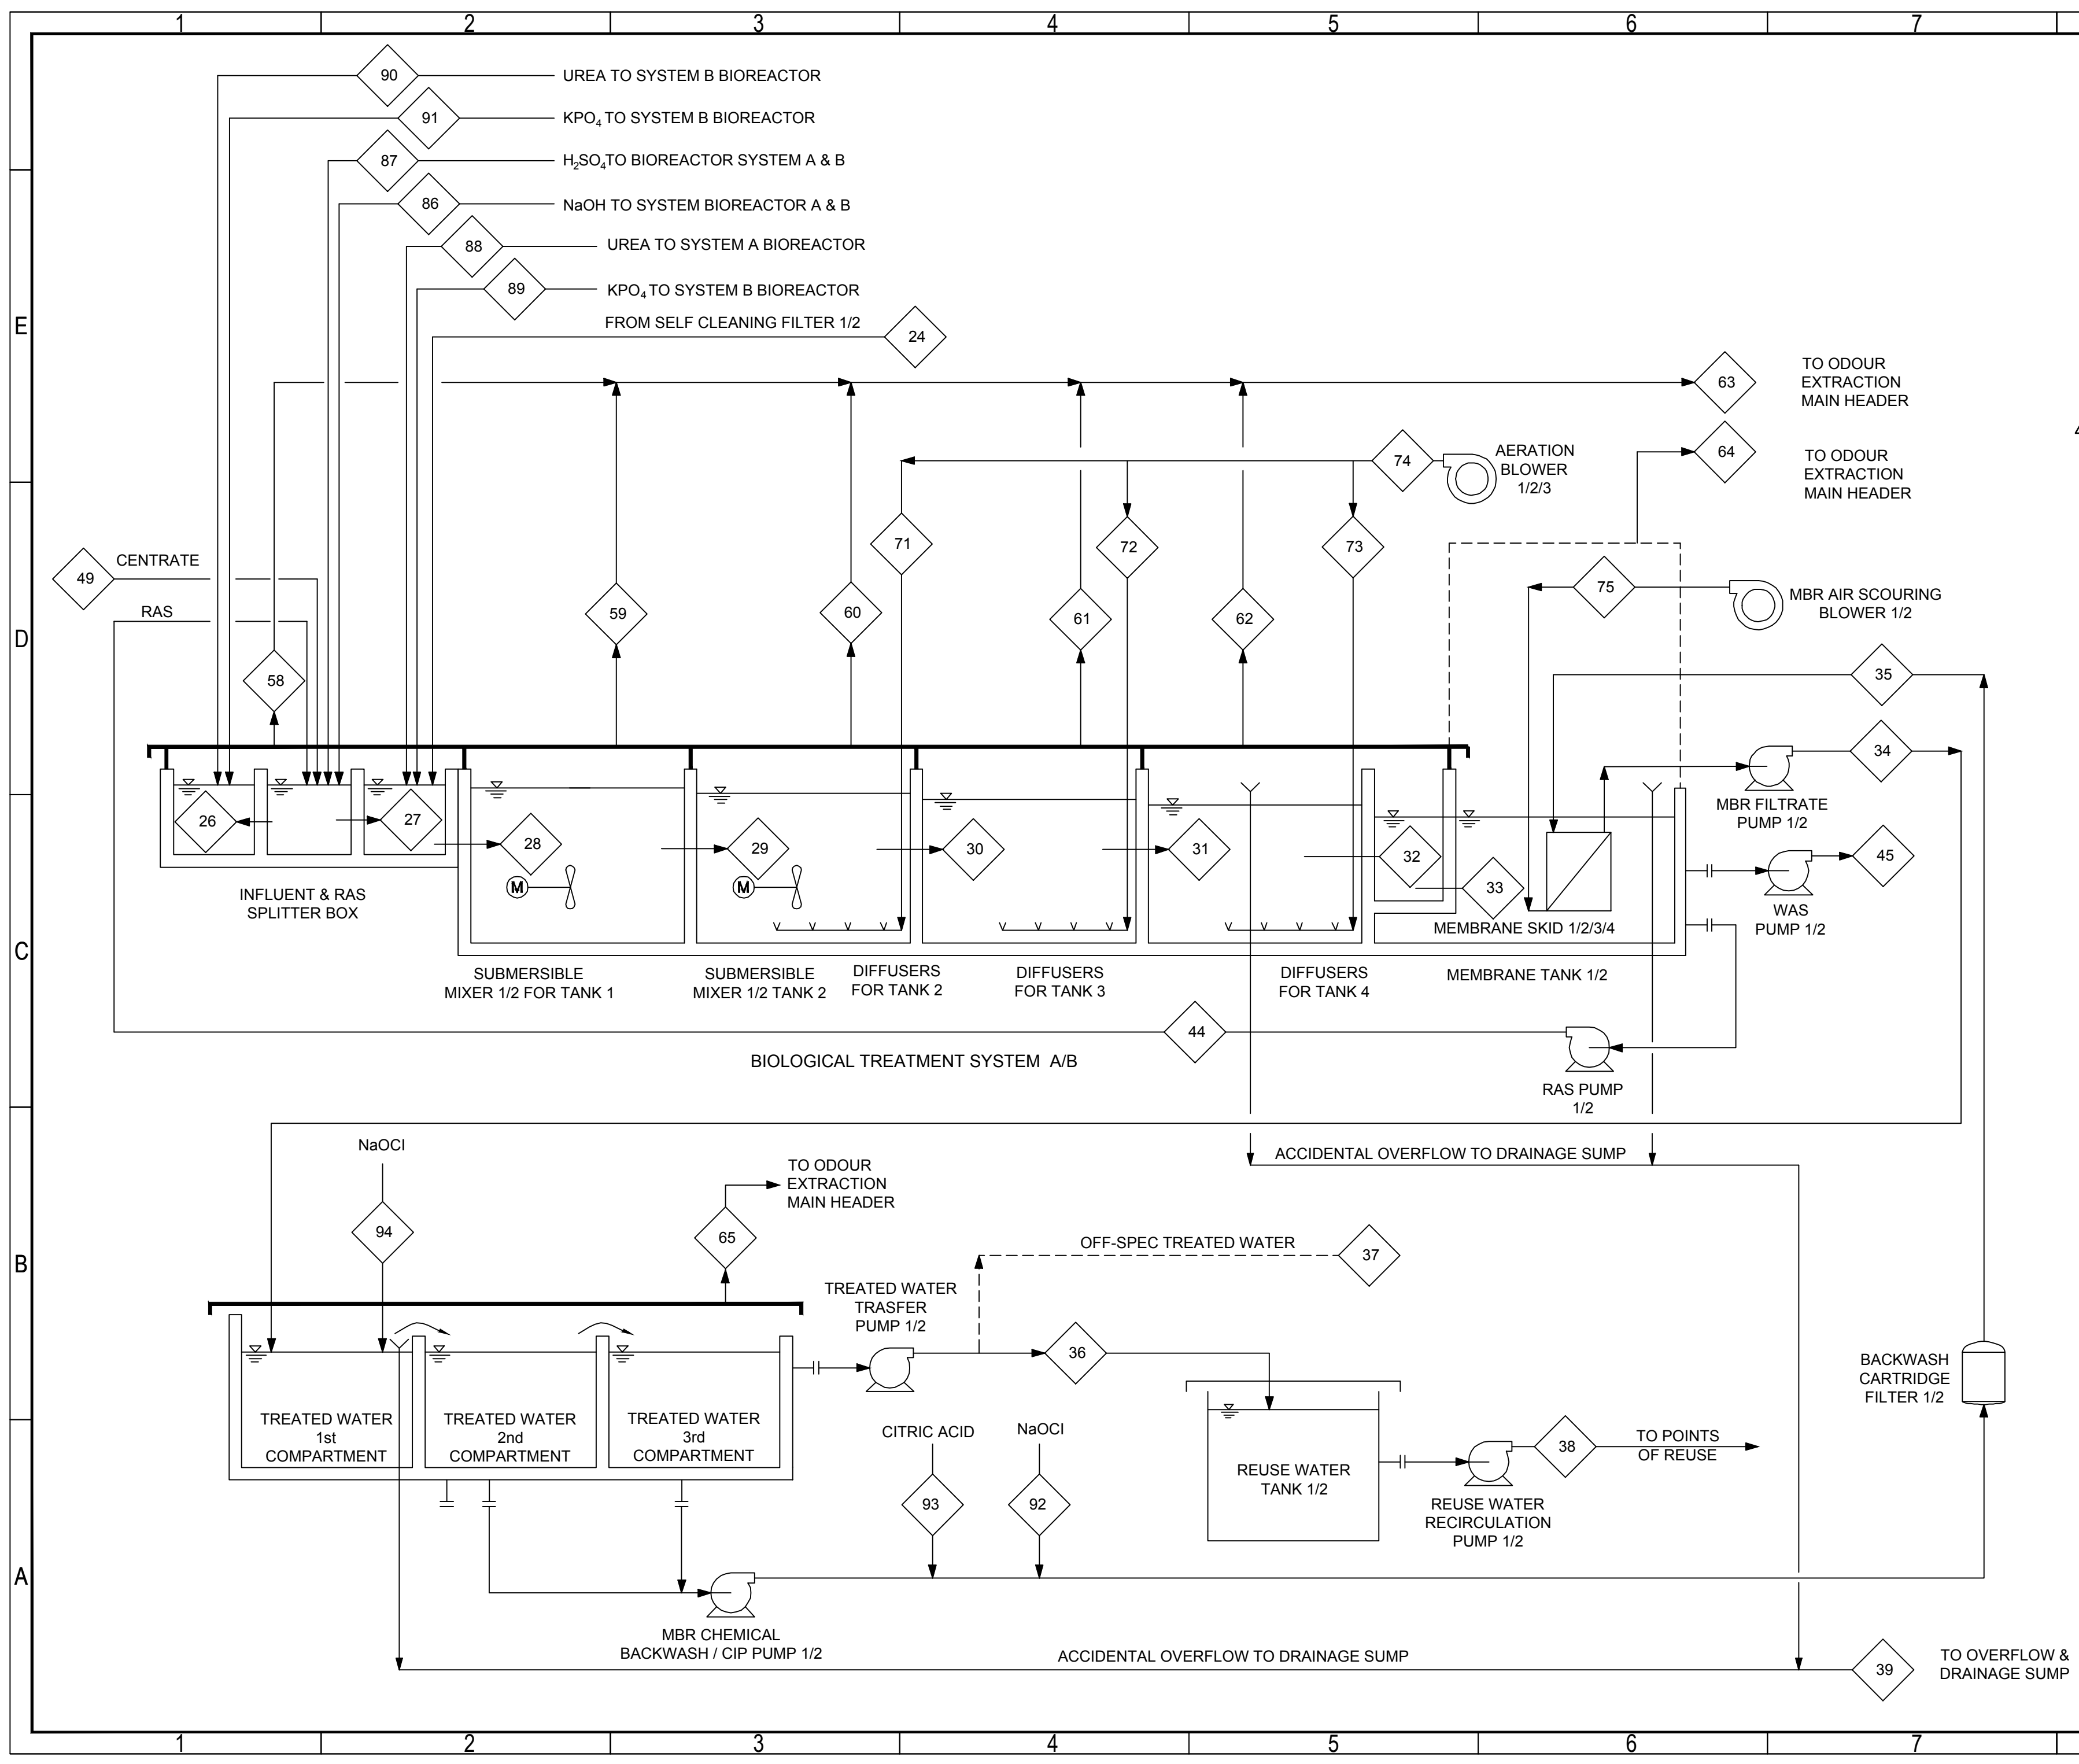 1 2 3 4 5 6 7
90 UREA TO SYSTEM B BIOREACTOR
91 KPO4 TO SYSTEM B BIOREACTOR
87 H2SO4TO BIOREACTOR SYSTEM A & B
86 NaOH TO SYSTEM BIOREACTOR A & B
88 UREA TO SYSTEM A BIOREACTOR
89 KPO4 TO SYSTEM B BIOREACTOR
FROM SELF CLEANING FILTER 1/2
24
E
63
TO ODOUR
EXTRACTION
MAIN HEADER
64
TO ODOUR
EXTRACTION
MAIN HEADER
74
AERATION
BLOWER
1/2/3
71
72
73
49
CENTRATE
RAS
59
60
61
62
75
MBR AIR SCOURING
BLOWER 1/2
D
58
35
34
MBR FILTRATE
PUMP 1/2
26
27
28
29
30
31
32
33
45
M
M
V V V V
V V V V
V V V V
INFLUENT & RAS
SPLITTER BOX
WAS
PUMP 1/2
MEMBRANE SKID 1/2/3/4
C
SUBMERSIBLE
MIXER 1/2 FOR TANK 1
SUBMERSIBLE
MIXER 1/2 TANK 2
DIFFUSERS
FOR TANK 2
DIFFUSERS
FOR TANK 3
DIFFUSERS
FOR TANK 4
MEMBRANE TANK 1/2
44
BIOLOGICAL TREATMENT SYSTEM A/B
RAS PUMP
1/2
NaOCl
ACCIDENTAL OVERFLOW TO DRAINAGE SUMP
TO ODOUR
EXTRACTION
MAIN HEADER
94
65
B
OFF-SPEC TREATED WATER
37
TREATED WATER
TRASFER
PUMP 1/2
36
BACKWASH
CARTRIDGE
FILTER 1/2
TREATED WATER
1st
COMPARTMENT
TREATED WATER
2nd
COMPARTMENT
TREATED WATER
3rd
COMPARTMENT
CITRIC ACID
NaOCl
93
92
REUSE WATER
TANK 1/2
38
TO POINTS
OF REUSE
REUSE WATER
RECIRCULATION
PUMP 1/2
A
MBR CHEMICAL
BACKWASH / CIP PUMP 1/2
ACCIDENTAL OVERFLOW TO DRAINAGE SUMP
39
TO OVERFLOW &
DRAINAGE SUMP
1 2 3 4 5 6 7